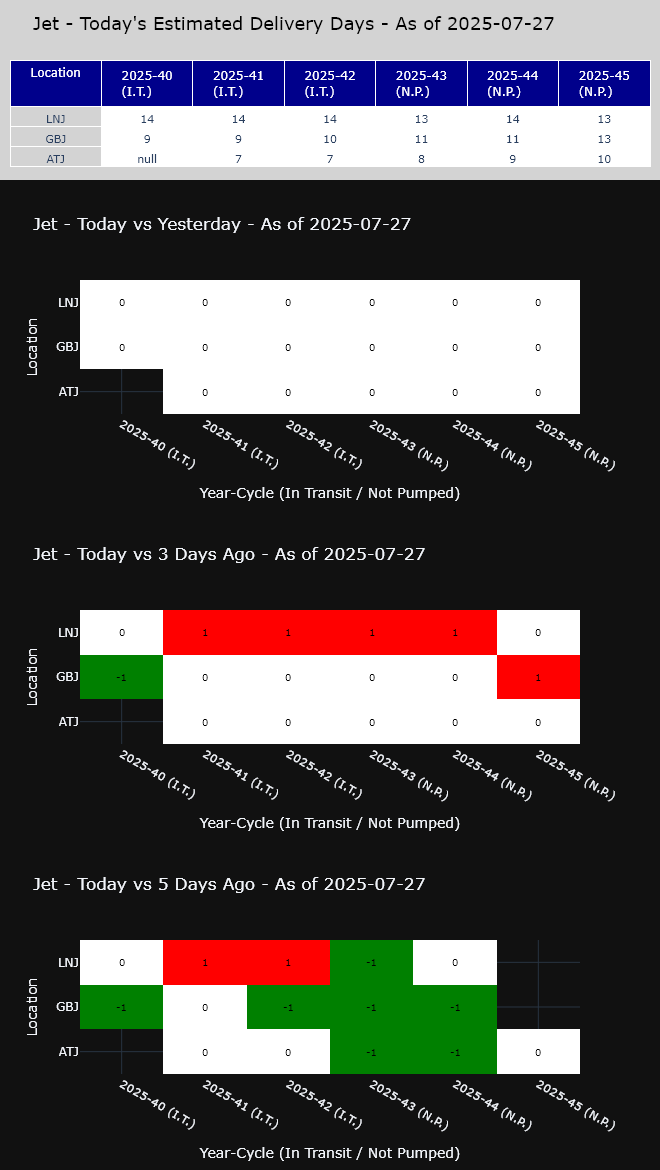 Jet - Today's Estimated Delivery Days - As of 2025-07-27
Location 2025-40 (I.T.) 2025-41 (I.T.) 2025-42 (I.T.) 2025-43 (N.P.) 2025-44 (N.P.) 2025-45 (N.P.)
LNJ 14 14 14 13 14 13
GBJ 9 9 10 11 11 13
ATJ null 7 7 8 9 10
Jet - Today vs Yesterday - As of 2025-07-27
Location
LNJ 0 0 0 0 0 0
GBJ 0 0 0 0 0 0
ATJ 0 0 0 0 0
2025-40 (I.T.) 2025-41 (I.T.) 2025-42 (I.T.) 2025-43 (N.P.) 2025-44 (N.P.) 2025-45 (N.P.)
Year-Cycle (In Transit / Not Pumped)
Jet - Today vs 3 Days Ago - As of 2025-07-27
Location
LNJ 0 1 1 1 1 0
GBJ -1 0 0 0 0 1
ATJ 0 0 0 0 0
2025-40 (I.T.) 2025-41 (I.T.) 2025-42 (I.T.) 2025-43 (N.P.) 2025-44 (N.P.) 2025-45 (N.P.)
Year-Cycle (In Transit / Not Pumped)
Jet - Today vs 5 Days Ago - As of 2025-07-27
Location
LNJ 0 1 1 -1 0
GBJ -1 0 -1 -1 -1
ATJ 0 0 -1 -1 0
2025-40 (I.T.) 2025-41 (I.T.) 2025-42 (I.T.) 2025-43 (N.P.) 2025-44 (N.P.) 2025-45 (N.P.)
Year-Cycle (In Transit / Not Pumped)